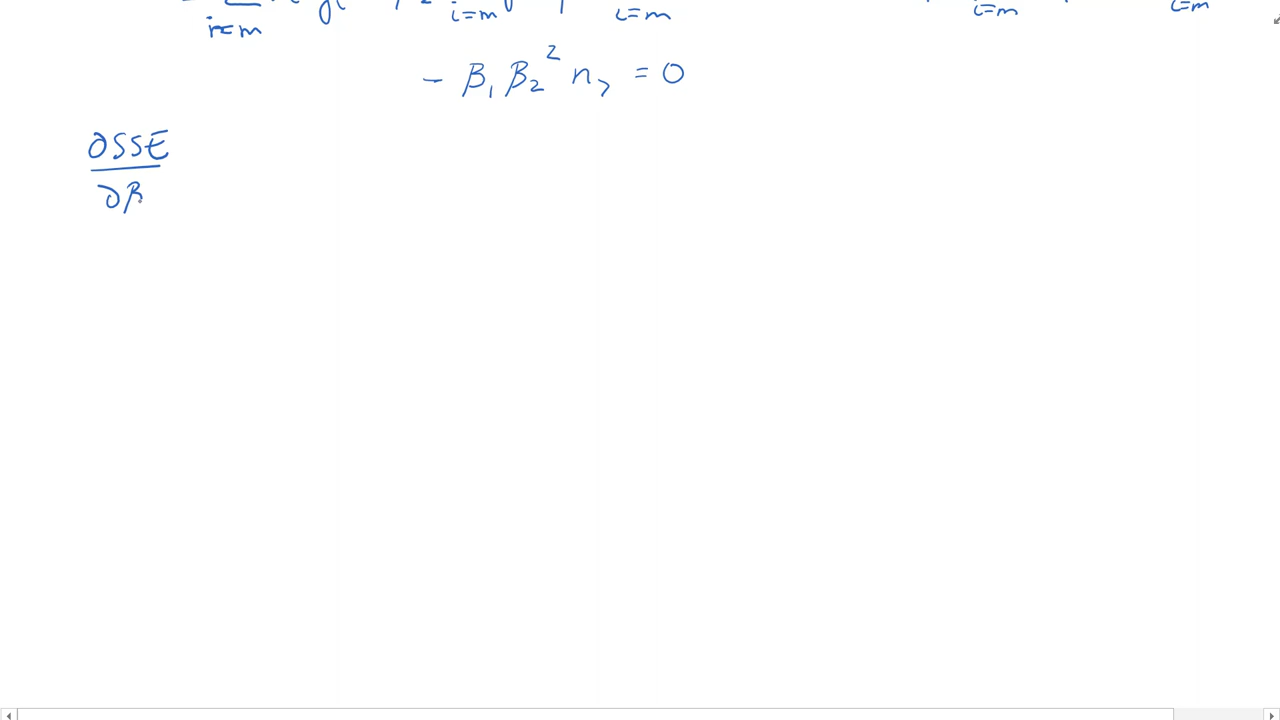 i=m i=m i=m i=m i=m
- β₁ β₂² n₇ = 0
∂SSE
∂β